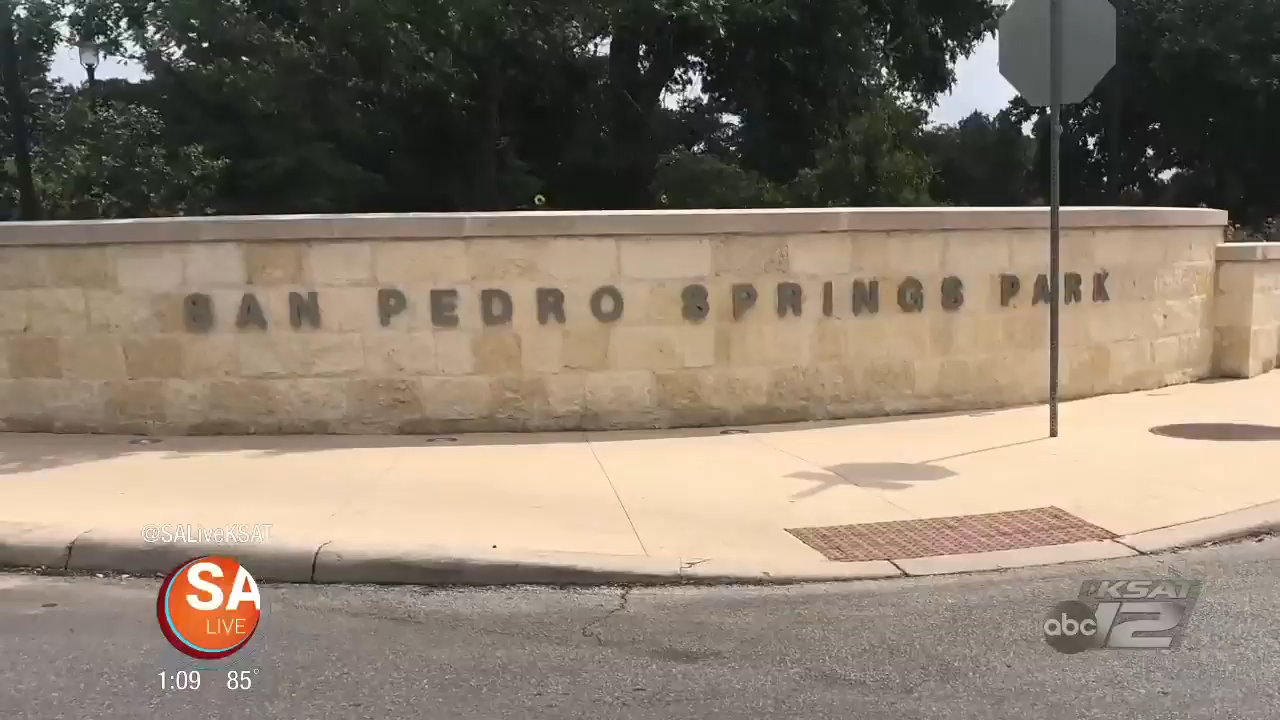 SAN PEDRO SPRINGS PARK
@SALiveKSAT
SA
LIVE
1:09 85°
KSAT
abc 12